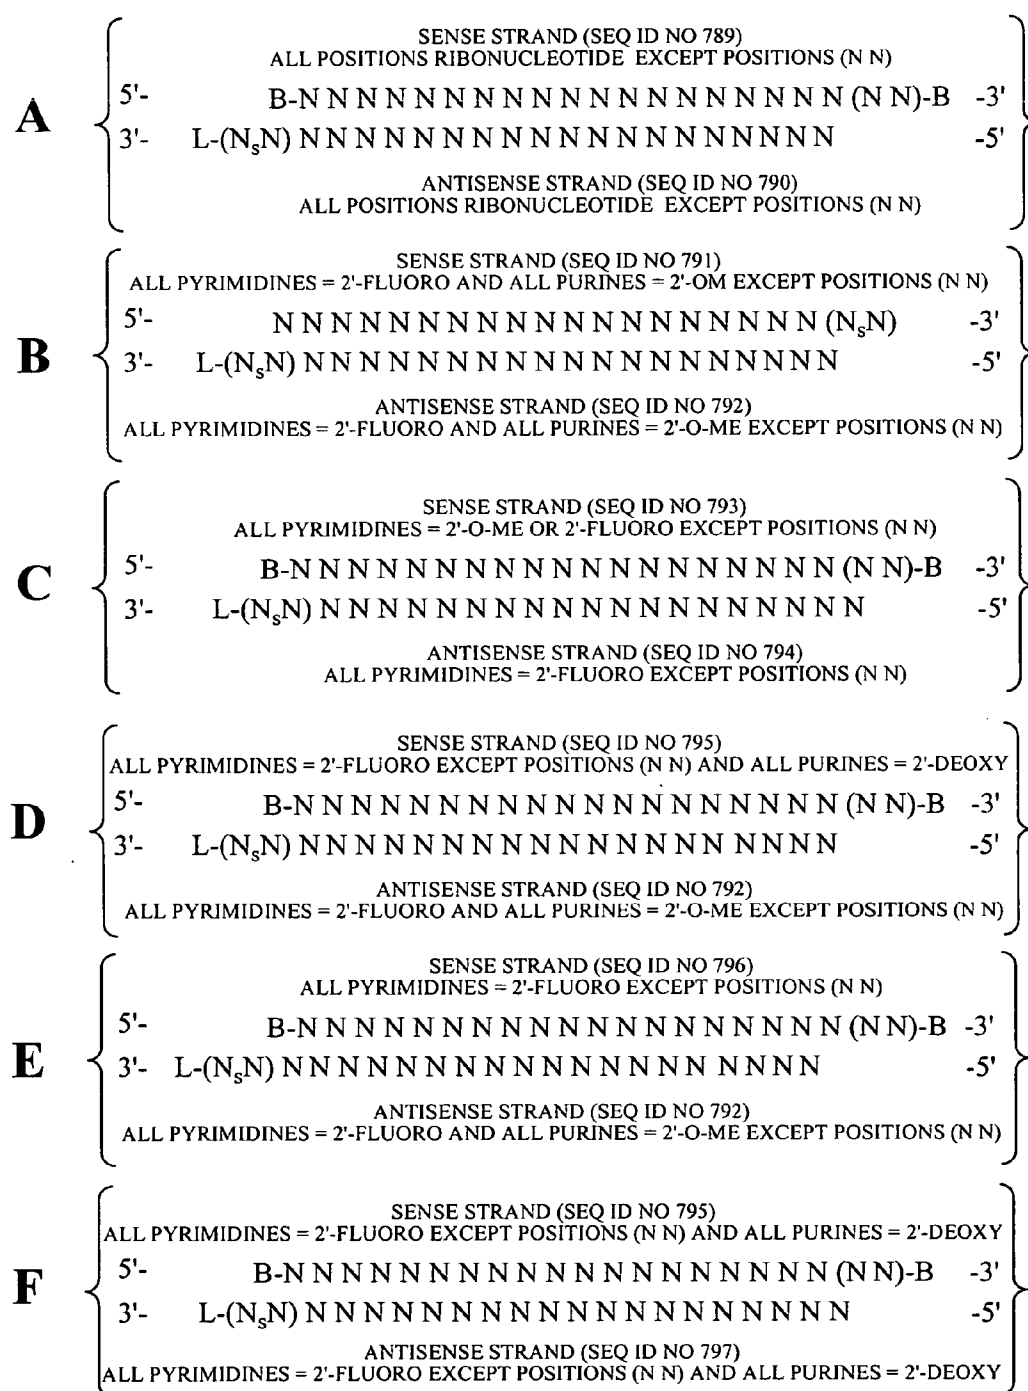 SENSE STRAND (SEQ ID NO 789)
ALL POSITIONS RIBONUCLEOTIDE EXCEPT POSITIONS (N N)
A
5'- B-N N N N N N N N N N N N N N N N N N N (N N)-B -3'
3'- L-(NsN) N N N N N N N N N N N N N N N N N N N -5'
ANTISENSE STRAND (SEQ ID NO 790)
ALL POSITIONS RIBONUCLEOTIDE EXCEPT POSITIONS (N N)
SENSE STRAND (SEQ ID NO 791)
ALL PYRIMIDINES = 2'-FLUORO AND ALL PURINES = 2'-OM EXCEPT POSITIONS (N N)
B
5'- N N N N N N N N N N N N N N N N N N N (NsN) -3'
3'- L-(NsN) N N N N N N N N N N N N N N N N N N N -5'
ANTISENSE STRAND (SEQ ID NO 792)
ALL PYRIMIDINES = 2'-FLUORO AND ALL PURINES = 2'-O-ME EXCEPT POSITIONS (N N)
SENSE STRAND (SEQ ID NO 793)
ALL PYRIMIDINES = 2'-O-ME OR 2'-FLUORO EXCEPT POSITIONS (N N)
C
5'- B-N N N N N N N N N N N N N N N N N N N (N N)-B -3'
3'- L-(NsN) N N N N N N N N N N N N N N N N N N N -5'
ANTISENSE STRAND (SEQ ID NO 794)
ALL PYRIMIDINES = 2'-FLUORO EXCEPT POSITIONS (N N)
SENSE STRAND (SEQ ID NO 795)
ALL PYRIMIDINES = 2'-FLUORO EXCEPT POSITIONS (N N) AND ALL PURINES = 2'-DEOXY
D
5'- B-N N N N N N N N N N N N N N N N N N N (N N)-B -3'
3'- L-(NsN) N N N N N N N N N N N N N N N N N N N -5'
ANTISENSE STRAND (SEQ ID NO 792)
ALL PYRIMIDINES = 2'-FLUORO AND ALL PURINES = 2'-O-ME EXCEPT POSITIONS (N N)
SENSE STRAND (SEQ ID NO 796)
ALL PYRIMIDINES = 2'-FLUORO EXCEPT POSITIONS (N N)
E
5'- B-N N N N N N N N N N N N N N N N N N N (N N)-B -3'
3'- L-(NsN) N N N N N N N N N N N N N N N N N N N -5'
ANTISENSE STRAND (SEQ ID NO 792)
ALL PYRIMIDINES = 2'-FLUORO AND ALL PURINES = 2'-O-ME EXCEPT POSITIONS (N N)
SENSE STRAND (SEQ ID NO 795)
ALL PYRIMIDINES = 2'-FLUORO EXCEPT POSITIONS (N N) AND ALL PURINES = 2'-DEOXY
F
5'- B-N N N N N N N N N N N N N N N N N N N (N N)-B -3'
3'- L-(NsN) N N N N N N N N N N N N N N N N N N N -5'
ANTISENSE STRAND (SEQ ID NO 797)
ALL PYRIMIDINES = 2'-FLUORO EXCEPT POSITIONS (N N) AND ALL PURINES = 2'-DEOXY